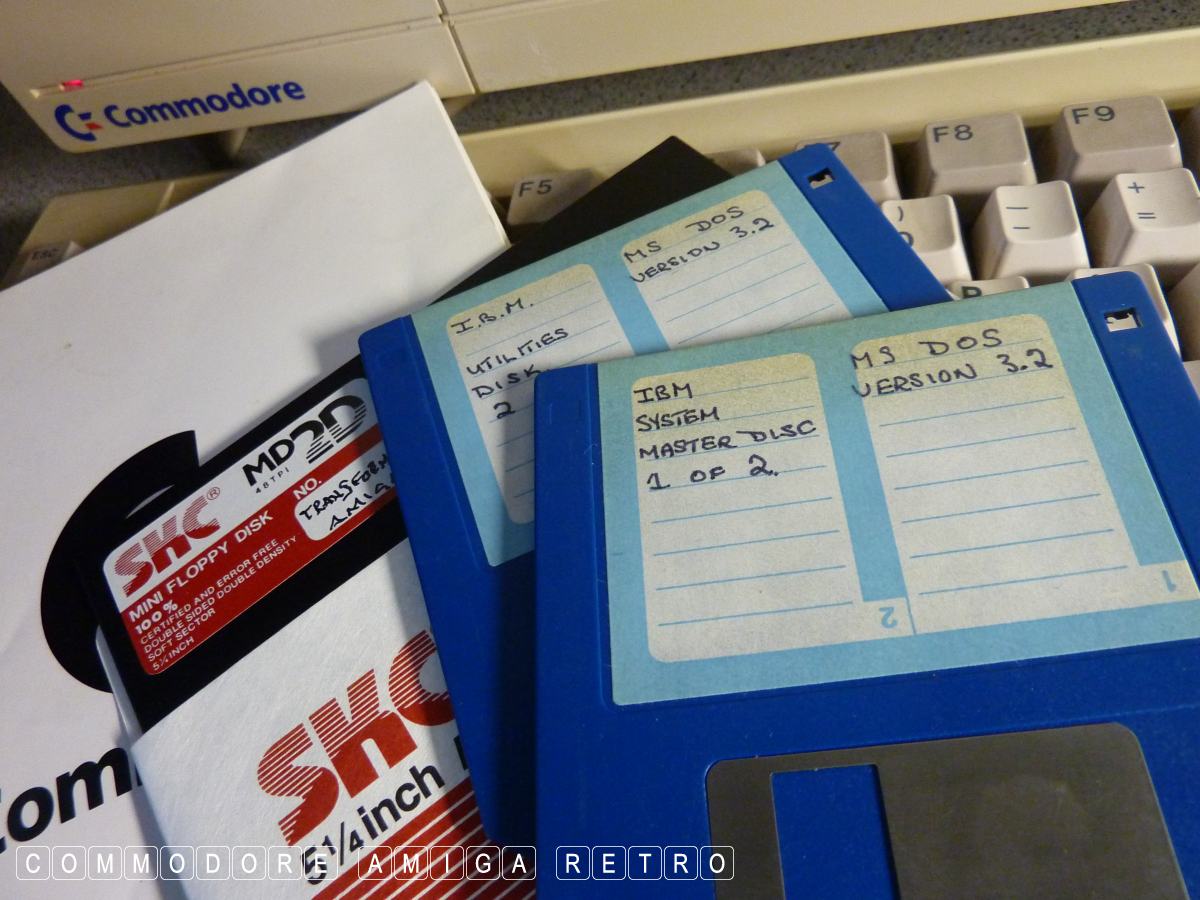 Commodore
ESC
F5
F8
F9
)
–
–
+
=
MS DOS
VERSION 3.2
I.B.M.
UTILITIES
DISK
2
MS DOS
VERSION 3.2
IBM
SYSTEM
MASTER DISC
1 OF 2.
2
1
SKC®
MD2D
48TPI
MINI FLOPPY DISK NO.
100%
CERTIFIED AND ERROR FREE
DOUBLE SIDED DOUBLE DENSITY
SOFT SECTOR
5¼ INCH
SKC
5¼ inch
COMMODORE AMIGA RETRO